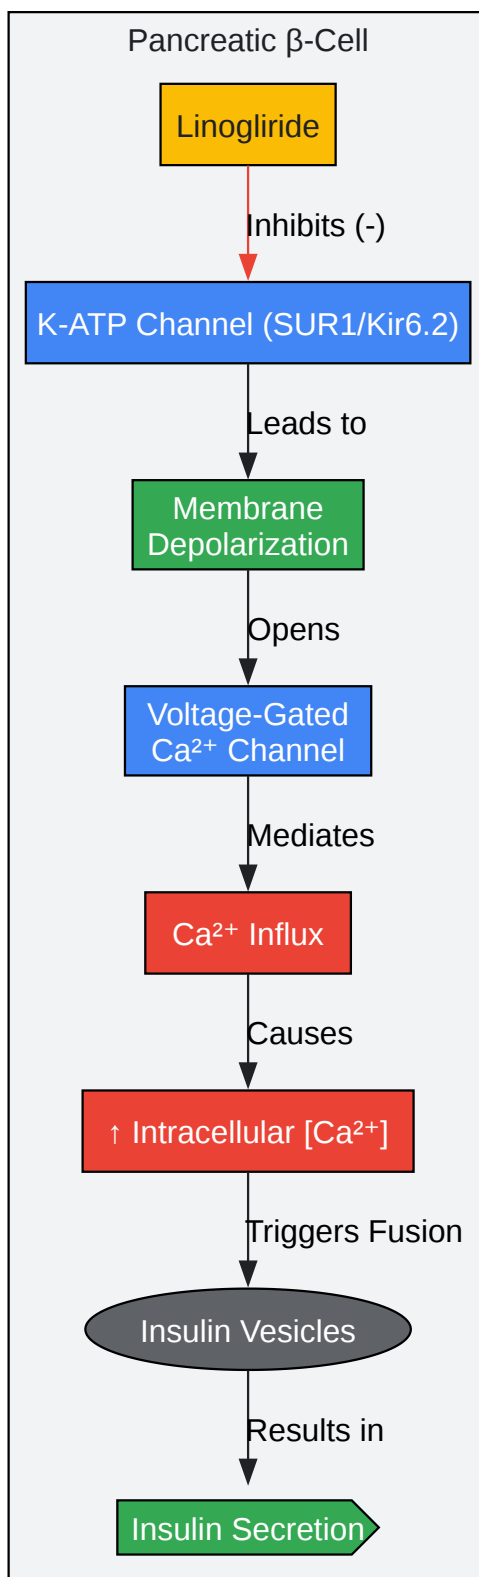 Pancreatic β-Cell
Linogliride
Inhibits (-)
K-ATP Channel (SUR1/Kir6.2)
Leads to
Membrane
Depolarization
Opens
Voltage-Gated
Ca²⁺ Channel
Mediates
Ca²⁺ Influx
Causes
↑ Intracellular [Ca²⁺]
Triggers Fusion
Insulin Vesicles
Results in
Insulin Secretion